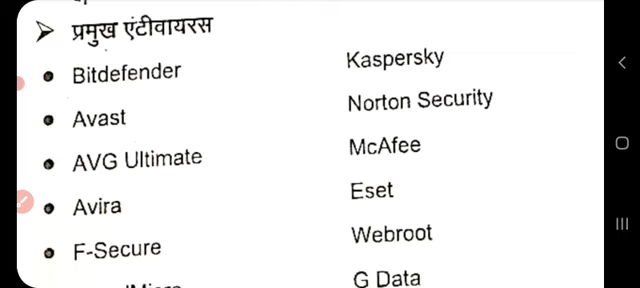 ➤ प्रमुख एंटीवायरस
• Bitdefender Kaspersky
• Avast Norton Security
• AVG Ultimate McAfee
• Avira Eset
• F-Secure Webroot
G Data